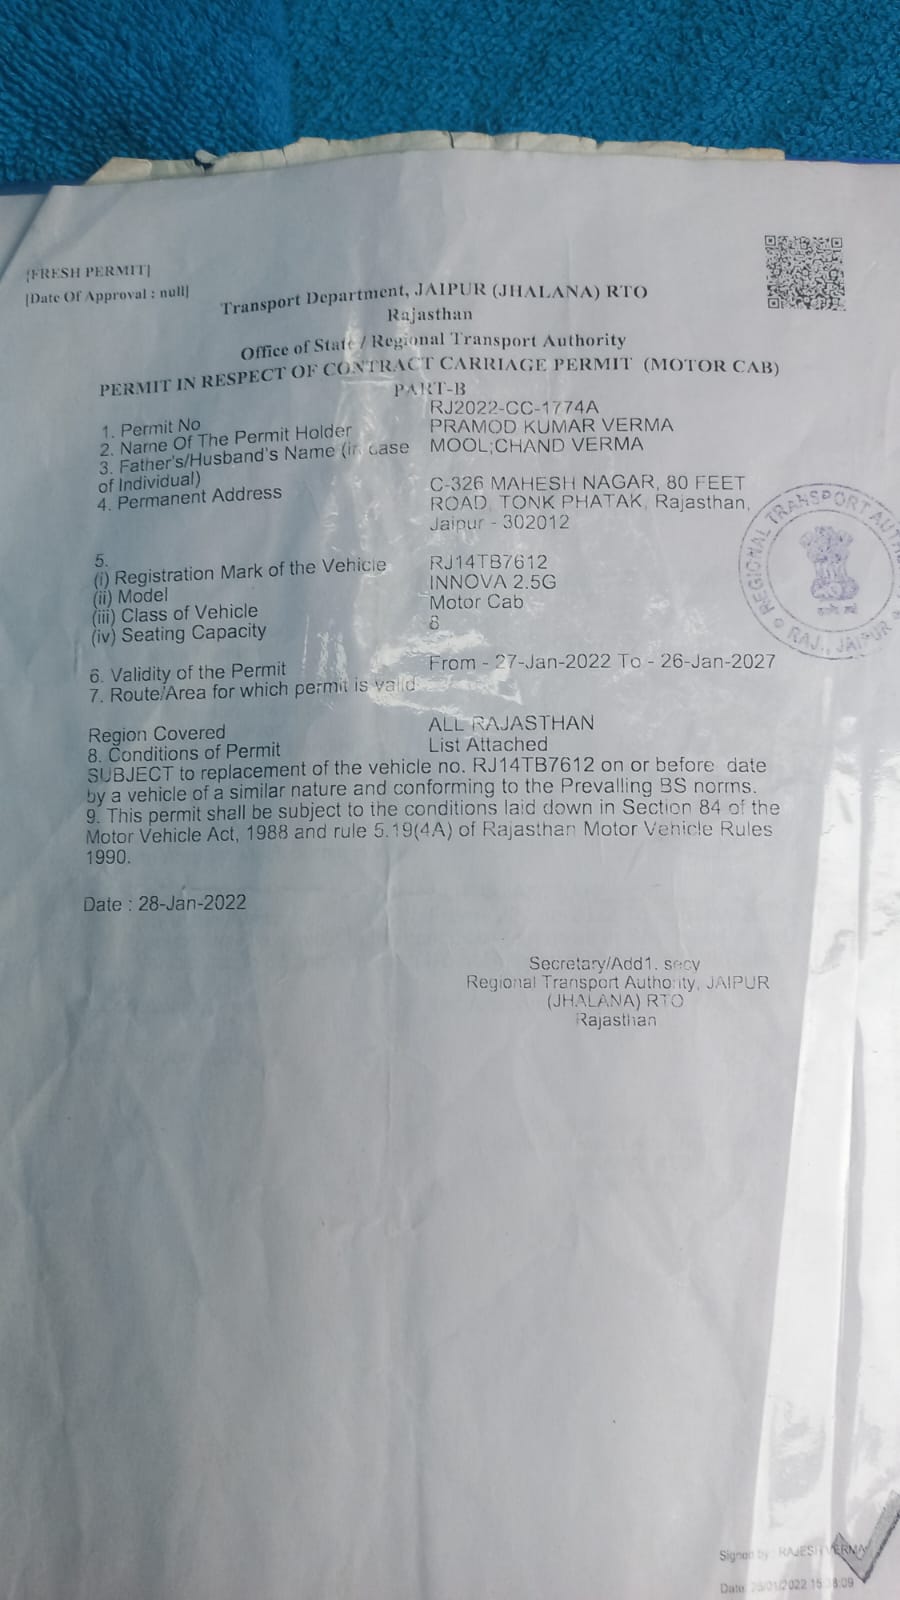 [FRESH PERMIT]
[Date Of Approval : null]
Transport Department, JAIPUR (JHALANA) RTO
Rajasthan
Office of State / Regional Transport Authority
PERMIT IN RESPECT OF CONTRACT CARRIAGE PERMIT (MOTOR CAB)
PART-B
1. Permit No RJ2022-CC-1774A
2. Name Of The Permit Holder PRAMOD KUMAR VERMA
3. Father's/Husband's Name (in case MOOL;CHAND VERMA
of Individual)
4. Permanent Address C-326 MAHESH NAGAR, 80 FEET
ROAD, TONK PHATAK, Rajasthan,
Jaipur - 302012
5.
(i) Registration Mark of the Vehicle RJ14TB7612
(ii) Model INNOVA 2.5G
(iii) Class of Vehicle Motor Cab
(iv) Seating Capacity 8
6. Validity of the Permit From - 27-Jan-2022 To - 26-Jan-2027
7. Route/Area for which permit is valid
Region Covered ALL RAJASTHAN
8. Conditions of Permit List Attached
SUBJECT to replacement of the vehicle no. RJ14TB7612 on or before date
by a vehicle of a similar nature and conforming to the Prevalling BS norms.
9. This permit shall be subject to the conditions laid down in Section 84 of the
Motor Vehicle Act, 1988 and rule 5.19(4A) of Rajasthan Motor Vehicle Rules
1990.
Date : 28-Jan-2022
Secretary/Add1. secy
Regional Transport Authority, JAIPUR
(JHALANA) RTO
Rajasthan
REGIONAL TRANSPORT
RAJ., JAIPUR
Signed by : RAJESH VERMA
Date: /01/2022 15: :09